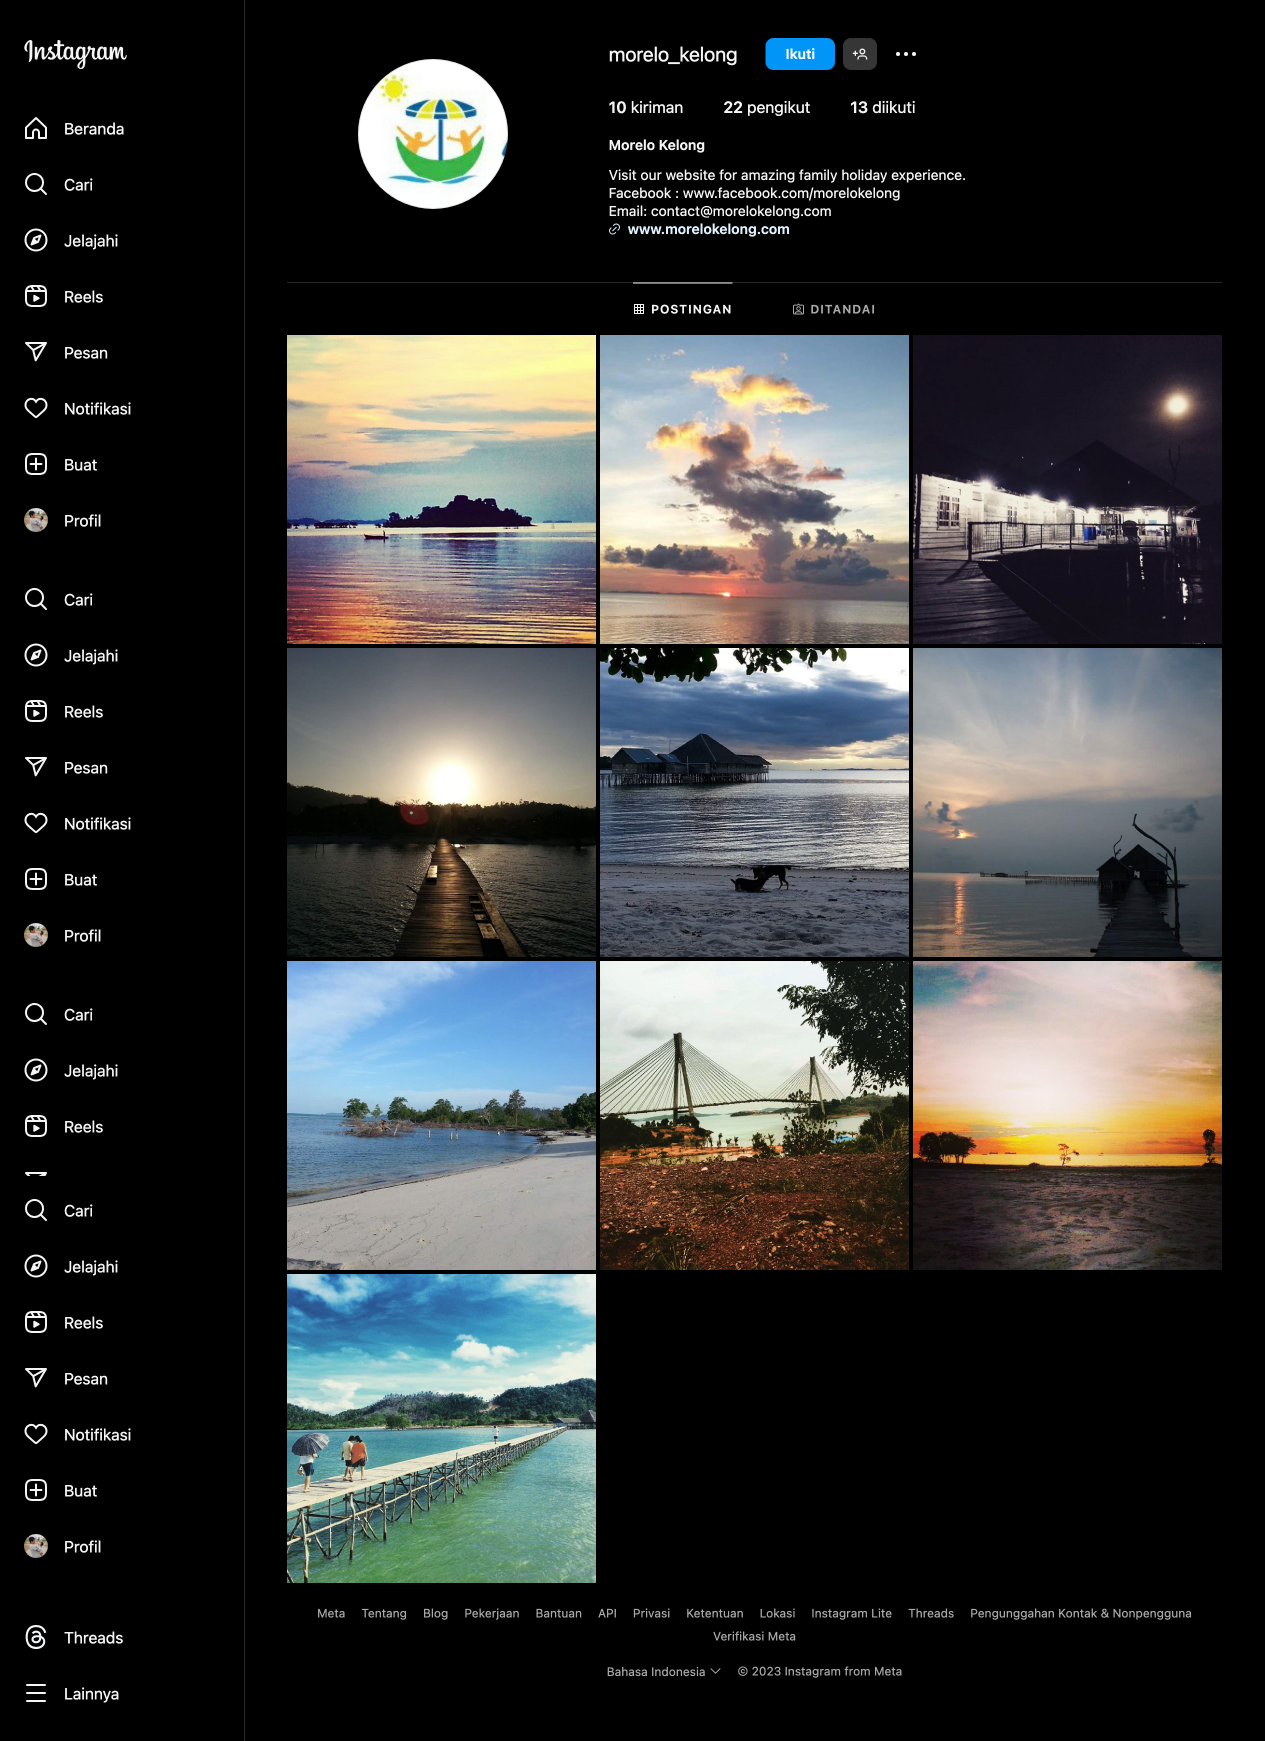 Instagram
Beranda
Cari
Jelajahi
Reels
Pesan
Notifikasi
Buat
Profil
Cari
Jelajahi
Reels
Pesan
Notifikasi
Buat
Profil
Cari
Jelajahi
Reels
Cari
Jelajahi
Reels
Pesan
Notifikasi
Buat
Profil
Threads
Lainnya
morelo_kelong Ikuti
10 kiriman 22 pengikut 13 diikuti
Morelo Kelong
Visit our website for amazing family holiday experience.
Facebook : www.facebook.com/morelokelong
Email: contact@morelokelong.com
www.morelokelong.com
POSTINGAN DITANDAI
Meta Tentang Blog Pekerjaan Bantuan API Privasi Ketentuan Lokasi Instagram Lite Threads Pengunggahan Kontak & Nonpengguna
Verifikasi Meta
Bahasa Indonesia © 2023 Instagram from Meta